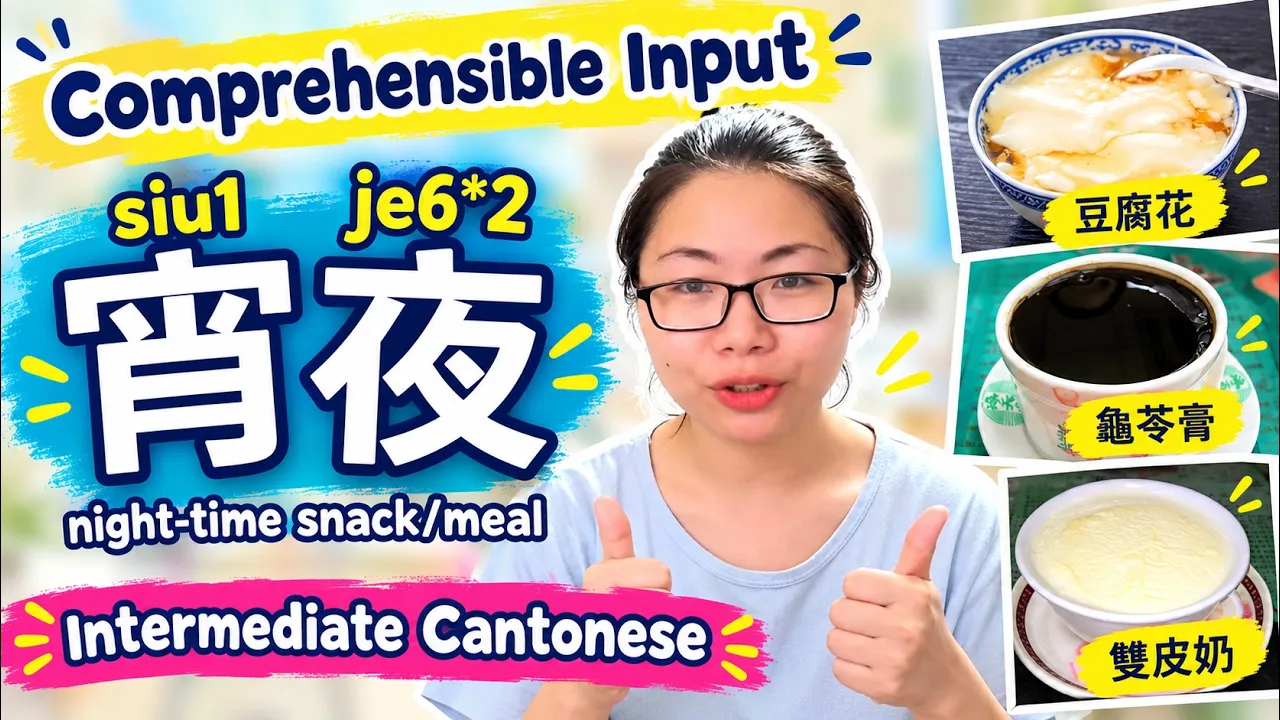 Comprehensible Input
siu1 je6*2
宵夜
night-time snack/meal
Intermediate Cantonese
豆腐花
龜苓膏
雙皮奶